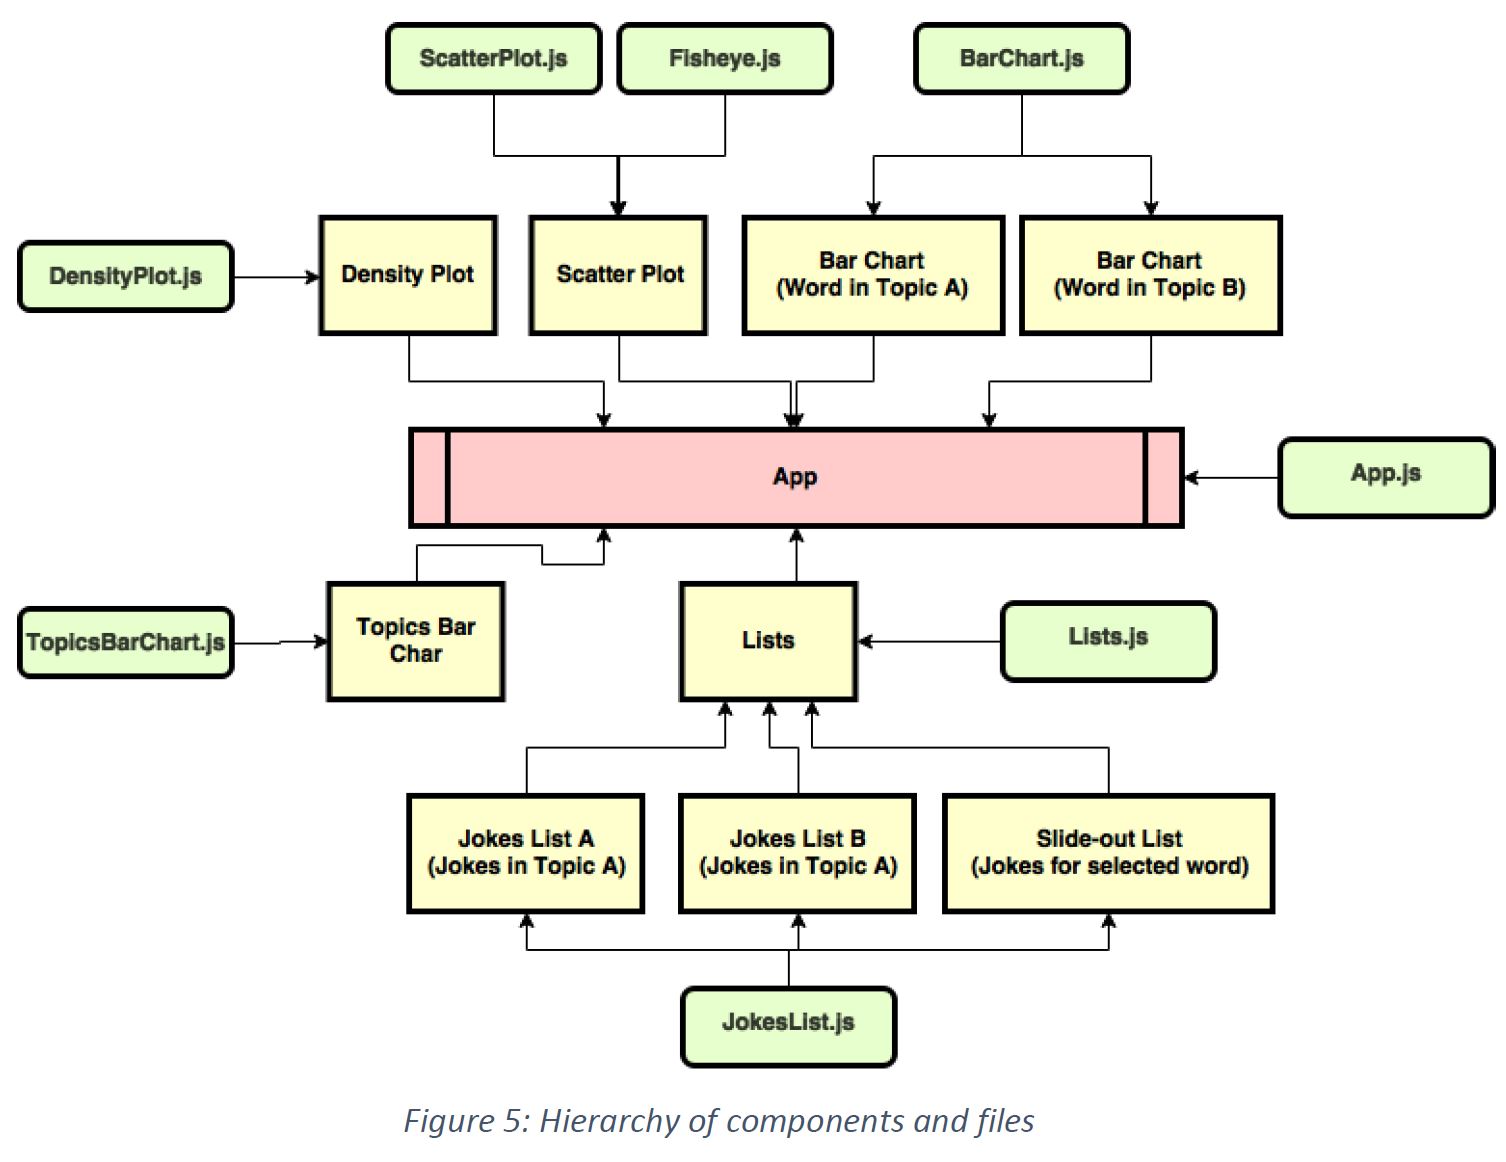 ScatterPlot.js
Fisheye.js
BarChart.js
DensityPlot.js
Density Plot
Scatter Plot
Bar Chart
(Word in Topic A)
Bar Chart
(Word in Topic B)
App
App.js
TopicsBarChart.js
Topics Bar
Char
Lists
Lists.js
Jokes List A
(Jokes in Topic A)
Jokes List B
(Jokes in Topic A)
Slide-out List
(Jokes for selected word)
JokesList.js
Figure 5: Hierarchy of components and files